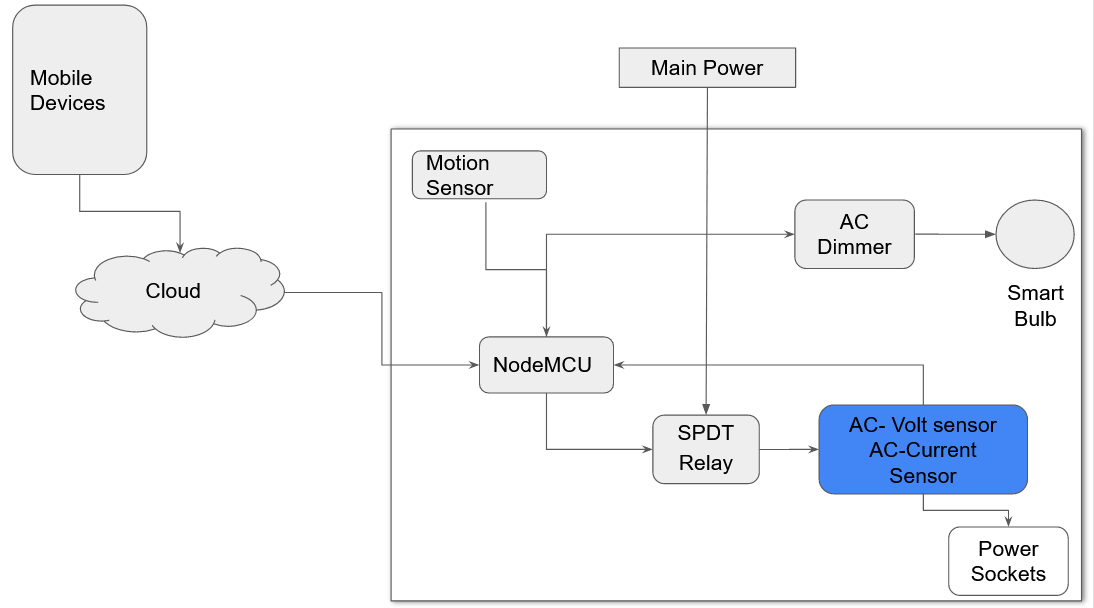 Mobile
Devices
Main Power
Motion
Sensor
AC
Dimmer
Cloud
Smart
Bulb
NodeMCU
SPDT
Relay
AC- Volt sensor
AC-Current
Sensor
Power
Sockets